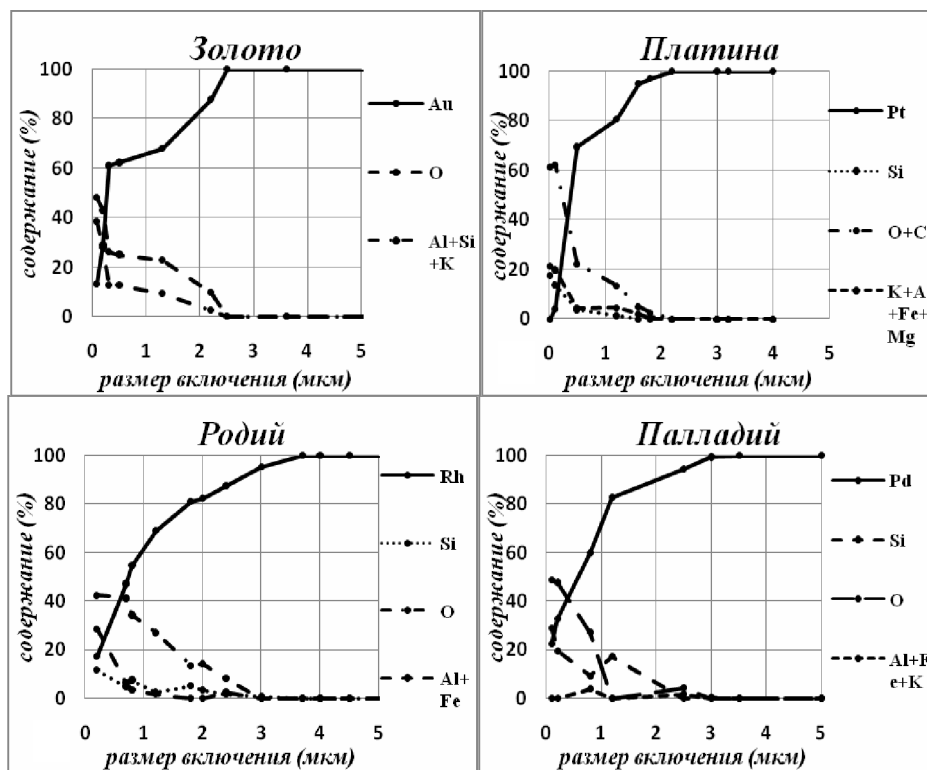 Золото
содержание (%)
100
80
60
40
20
0
0 1 2 3 4 5
размер включения (мкм)
Au
O
Al+Si
+K
Платина
содержание (%)
100
80
60
40
20
0
0 1 2 3 4 5
размер включения (мкм)
Pt
Si
O+C
K+A
+Fe+
Mg
Родий
содержание (%)
100
80
60
40
20
0
0 1 2 3 4 5
размер включения (мкм)
Rh
Si
O
Al+
Fe
Палладий
содержание (%)
100
80
60
40
20
0
0 1 2 3 4 5
размер включения (мкм)
Pd
Si
O
Al+F
e+K